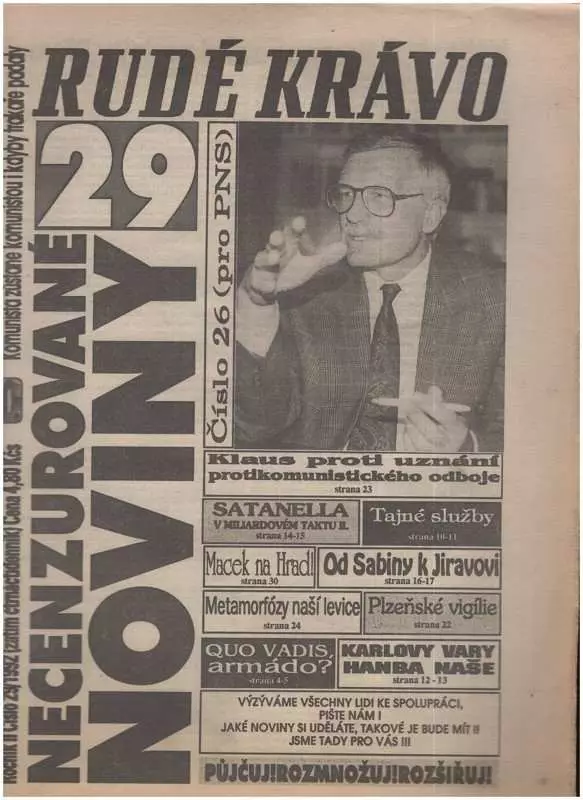 RUDÉ KRÁVO
29
NECENZUROVANÉ
NOVINY
Komunista zůstane komunistou i kdyby trakaře padaly
Ročník II Číslo 29/1992 (zatím čtrnáctideník) Cena 4,80 Kčs
Číslo 26 (pro PNS)
Klaus proti uznání
protikomunistického odboje
strana 23
SATANELLA
V MILIARDOVÉM TAKTU II.
strana 14-15
Tajné služby
strana 10-11
Macek na Hrad!
strana 30
Od Sabiny k Jiravovi
strana 16-17
Metamorfózy naší levice
strana 24
Plzeňské vigílie
strana 22
QUO VADIS,
armádo?
strana 4-5
KARLOVY VARY
HANBA NAŠE
strana 12 - 13
VÝZÝVÁME VŠECHNY LIDI KE SPOLUPRÁCI,
PIŠTE NÁM !
JAKÉ NOVINY SI UDĚLÁTE, TAKOVÉ JE BUDE MÍT !!
JSME TADY PRO VÁS !!!
PŮJČUJ!ROZMNOŽUJ!ROZŠIŘUJ!